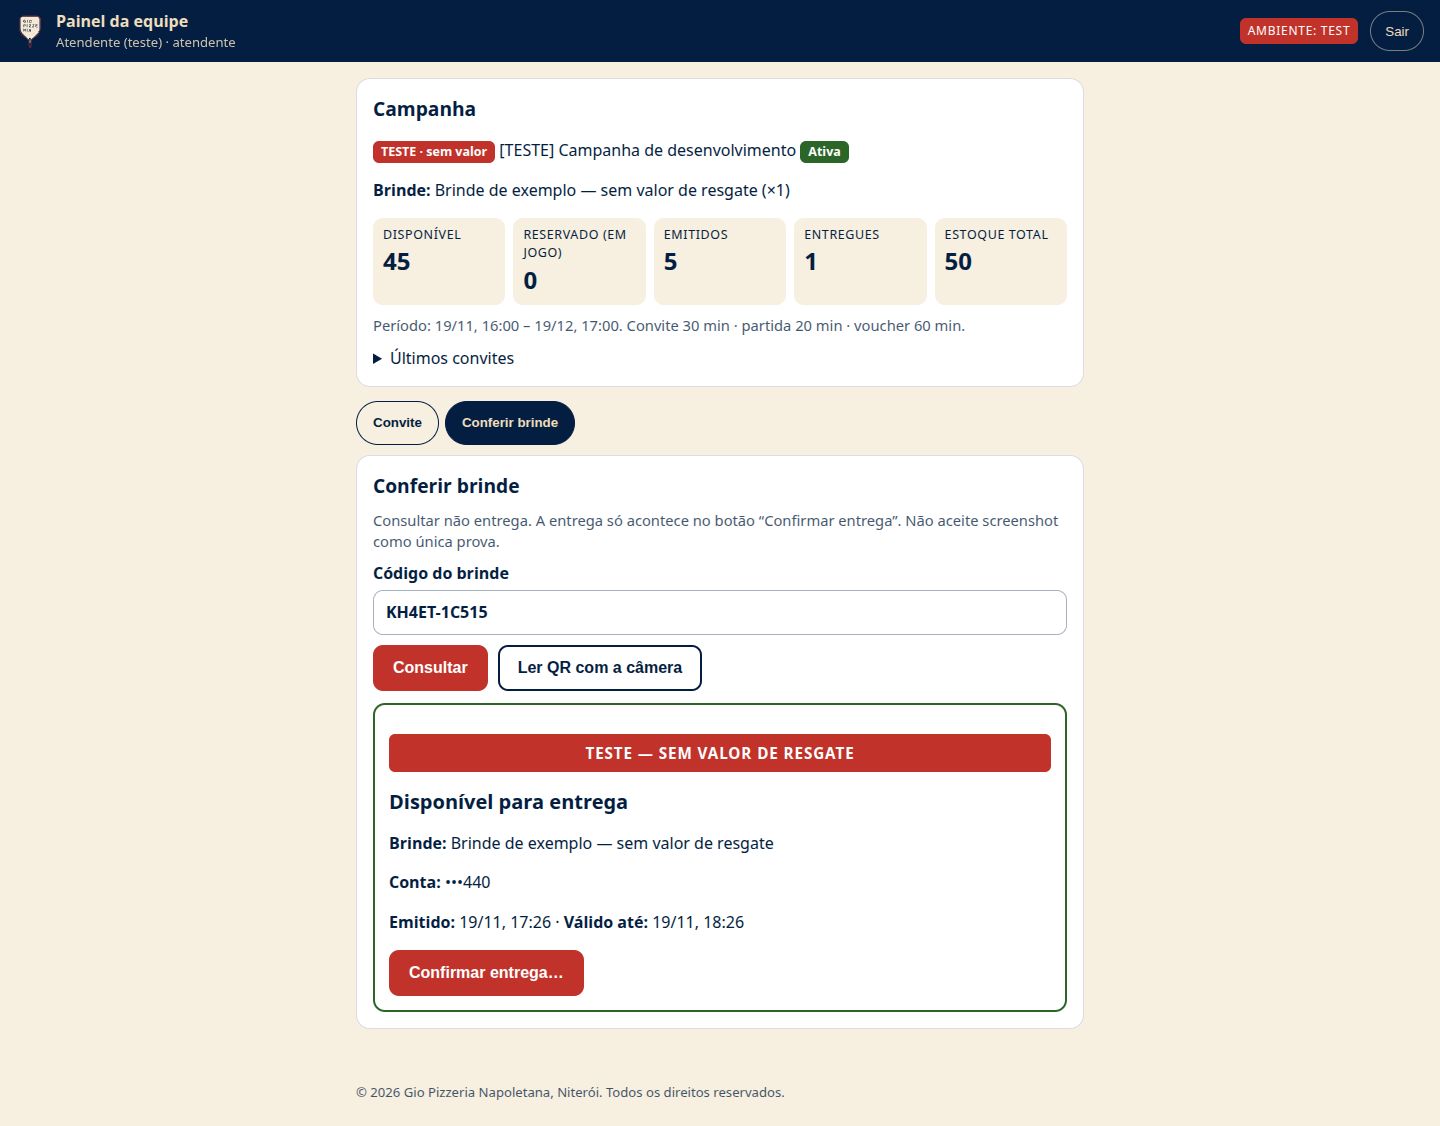 Painel da equipe
Atendente (teste) · atendente
AMBIENTE: TEST
Sair
Campanha
TESTE · sem valor [TESTE] Campanha de desenvolvimento Ativa
Brinde: Brinde de exemplo — sem valor de resgate (×1)
DISPONÍVEL
45
RESERVADO (EM
JOGO)
0
EMITIDOS
5
ENTREGUES
1
ESTOQUE TOTAL
50
Período: 19/11, 16:00 – 19/12, 17:00. Convite 30 min · partida 20 min · voucher 60 min.
Últimos convites
Convite
Conferir brinde
Conferir brinde
Consultar não entrega. A entrega só acontece no botão “Confirmar entrega”. Não aceite screenshot
como única prova.
Código do brinde
KH4ET-1C515
Consultar
Ler QR com a câmera
TESTE — SEM VALOR DE RESGATE
Disponível para entrega
Brinde: Brinde de exemplo — sem valor de resgate
Conta: •••440
Emitido: 19/11, 17:26 · Válido até: 19/11, 18:26
Confirmar entrega…
© 2026 Gio Pizzeria Napoletana, Niterói. Todos os direitos reservados.